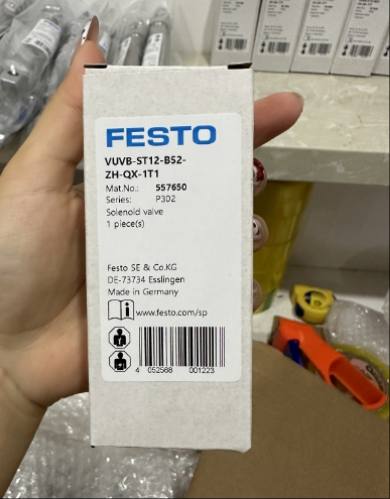 FESTO
VUVB-ST12-B52-
ZH-QX-1T1
Mat.No.: 557650
Series: P302
Solenoid valve
1 piece(s)
Festo SE & Co.KG
DE-73734 Esslingen
Made in Germany
www.festo.com/sp
4 052568 001223